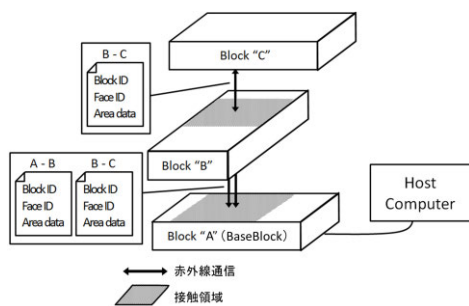 B - C
Block ID
Face ID
Area data
Block "C"
A - B
Block ID
Face ID
Area data
B - C
Block ID
Face ID
Area data
Block "B"
Block "A" (BaseBlock)
Host
Computer
赤外線通信
接触領域